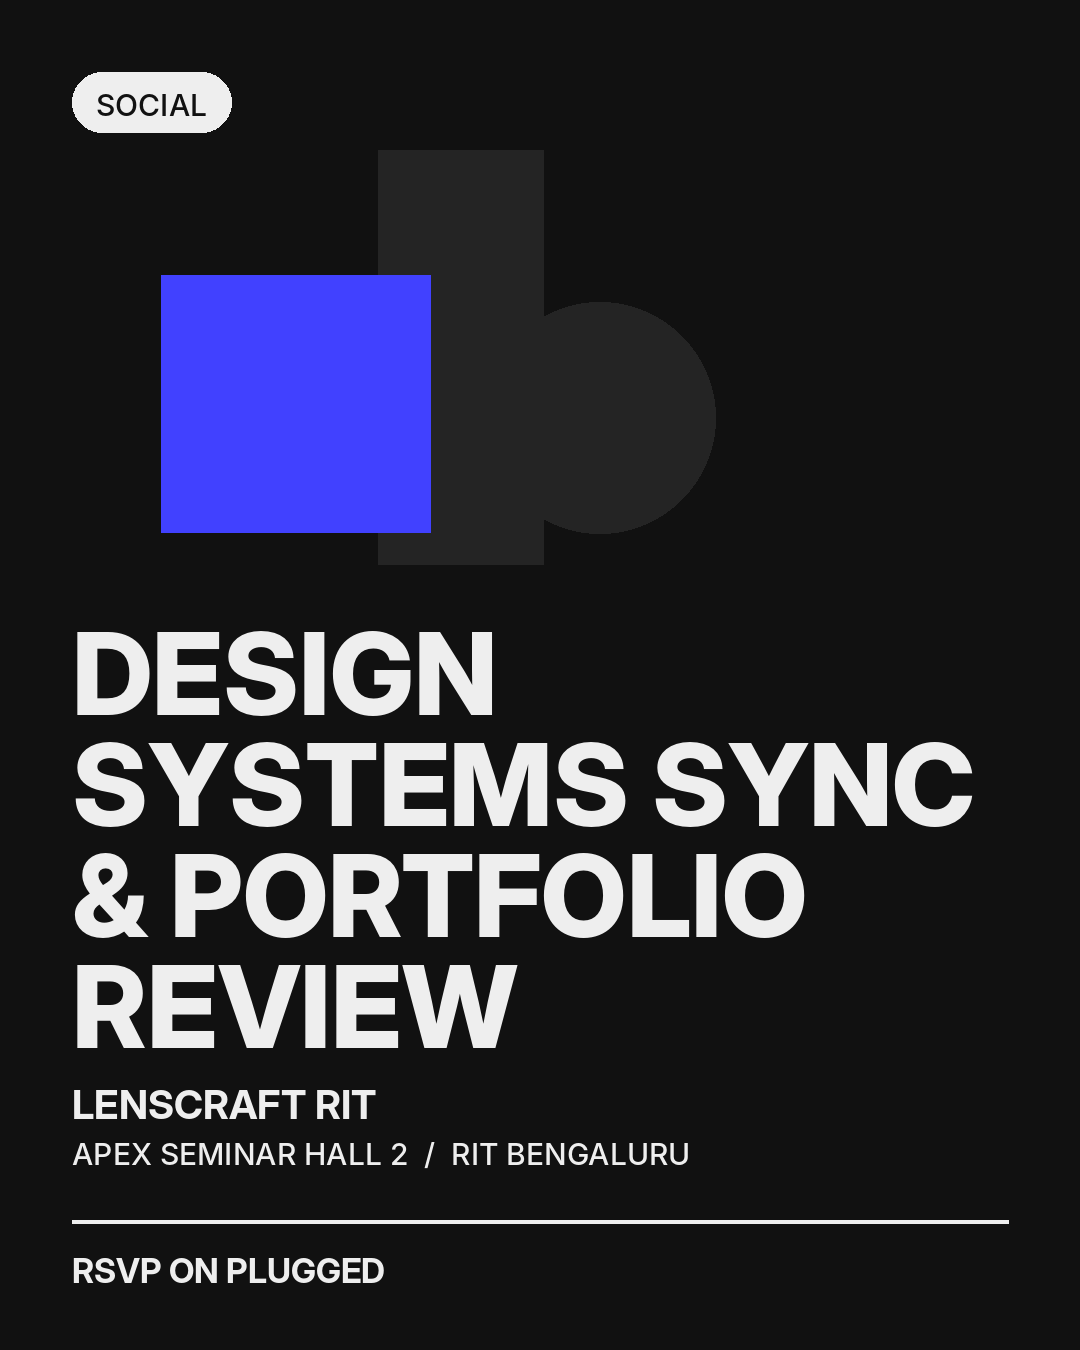 SOCIAL
DESIGN
SYSTEMS SYNC
& PORTFOLIO
REVIEW
LENSCRAFT RIT
APEX SEMINAR HALL 2 / RIT BENGALURU
RSVP ON PLUGGED